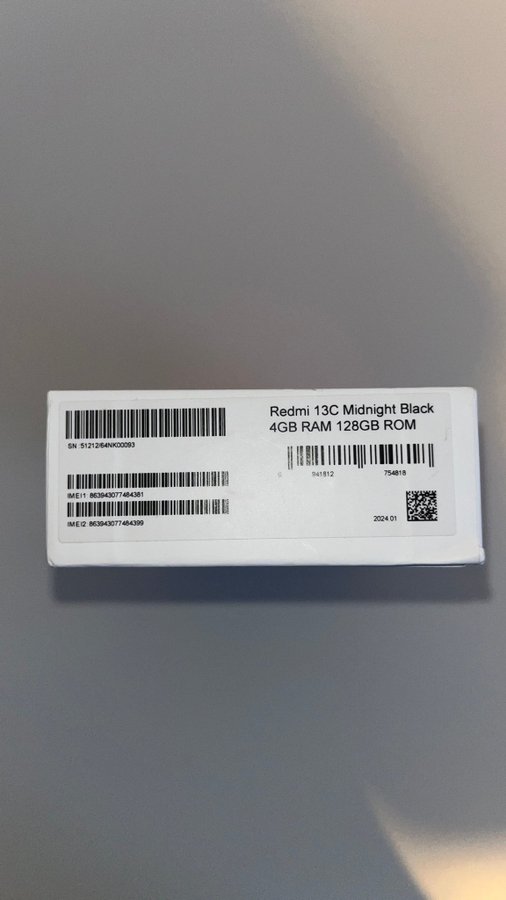 Redmi 13C Midnight Black
4GB RAM 128GB ROM
SN:51212/64NK00093
6 941812 754818
IMEI1: 863943077484381
IMEI2: 863943077484399
2024.01